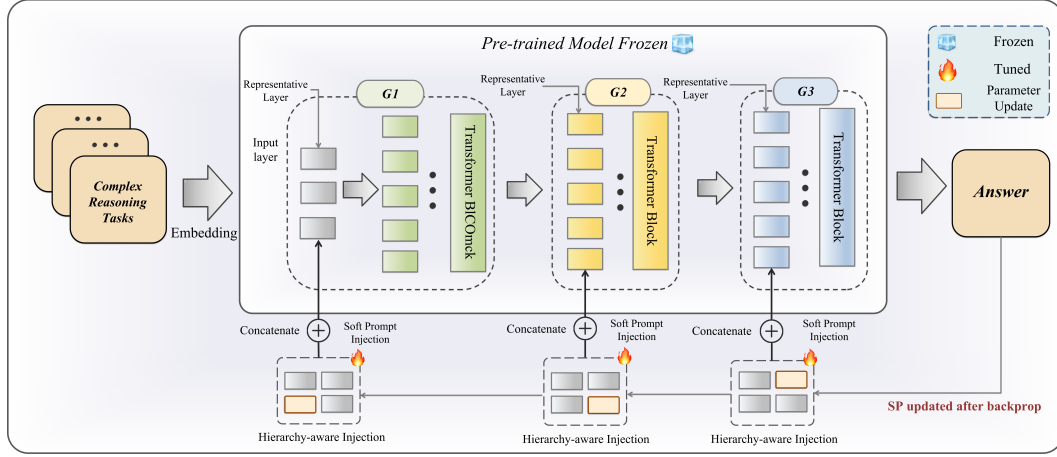 Pre-trained Model Frozen
Frozen
Tuned
Parameter
Update
Representative
Layer
G1
Representative
Layer
G2
Representative
Layer
G3
Input
layer
Transformer BICOmck
Transformer Block
Transformer Block
Complex
Reasoning
Tasks
Embedding
Answer
Concatenate
Soft Prompt
Injection
Concatenate
Soft Prompt
Injection
Concatenate
Soft Prompt
Injection
SP updated after backprop
Hierarchy-aware Injection
Hierarchy-aware Injection
Hierarchy-aware Injection